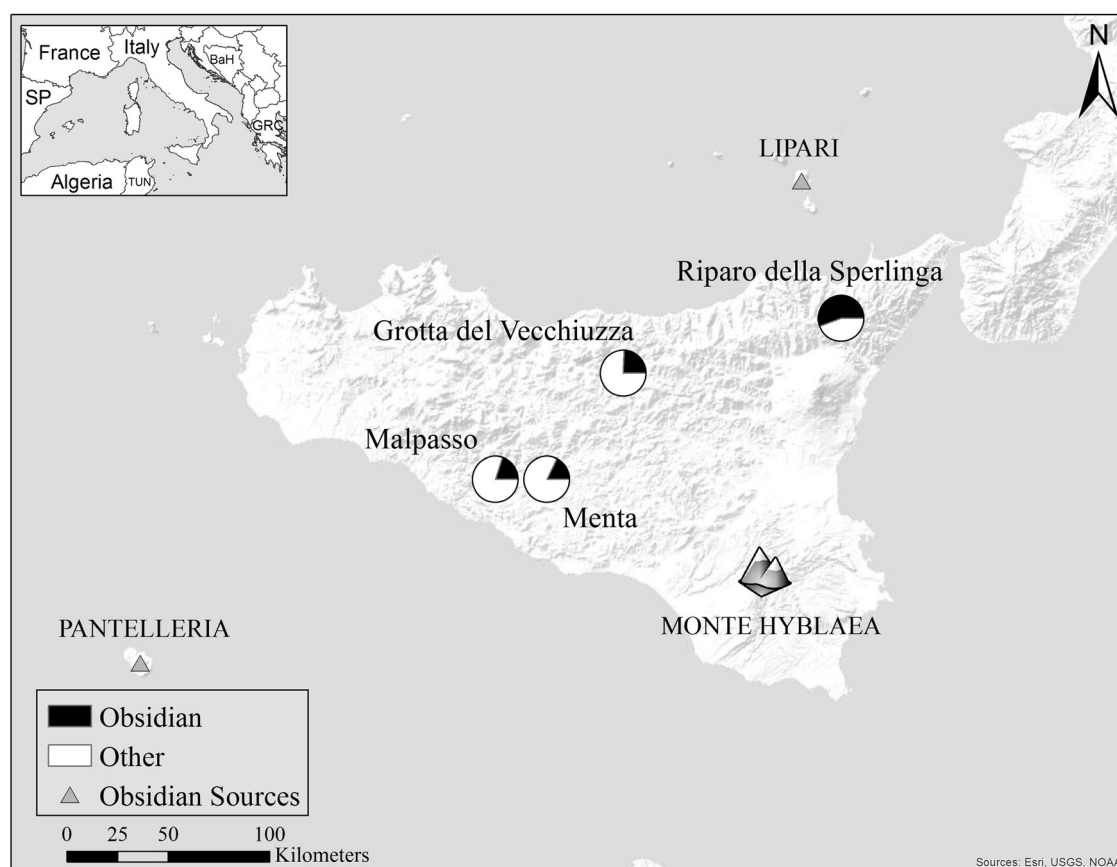 France
Italy
BaH
SP
GRC
Algeria
TUN
N
LIPARI
Riparo della Sperlinga
Grotta del Vecchiuzza
Malpasso
Menta
MONTE HYBLAEA
PANTELLERIA
Obsidian
Other
Obsidian Sources
0 25 50 100
Kilometers
Sources: Esri, USGS, NOAA